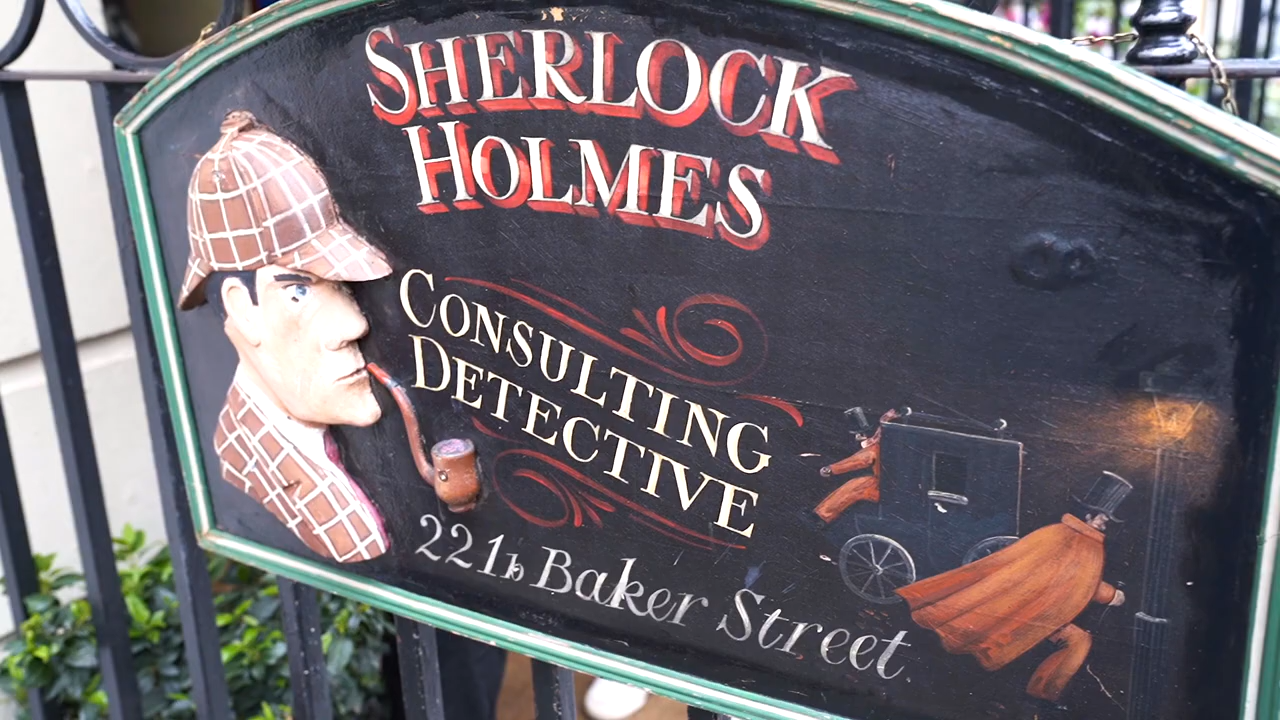 SHERLOCK
HOLMES
CONSULTING
DETECTIVE
221b Baker Street